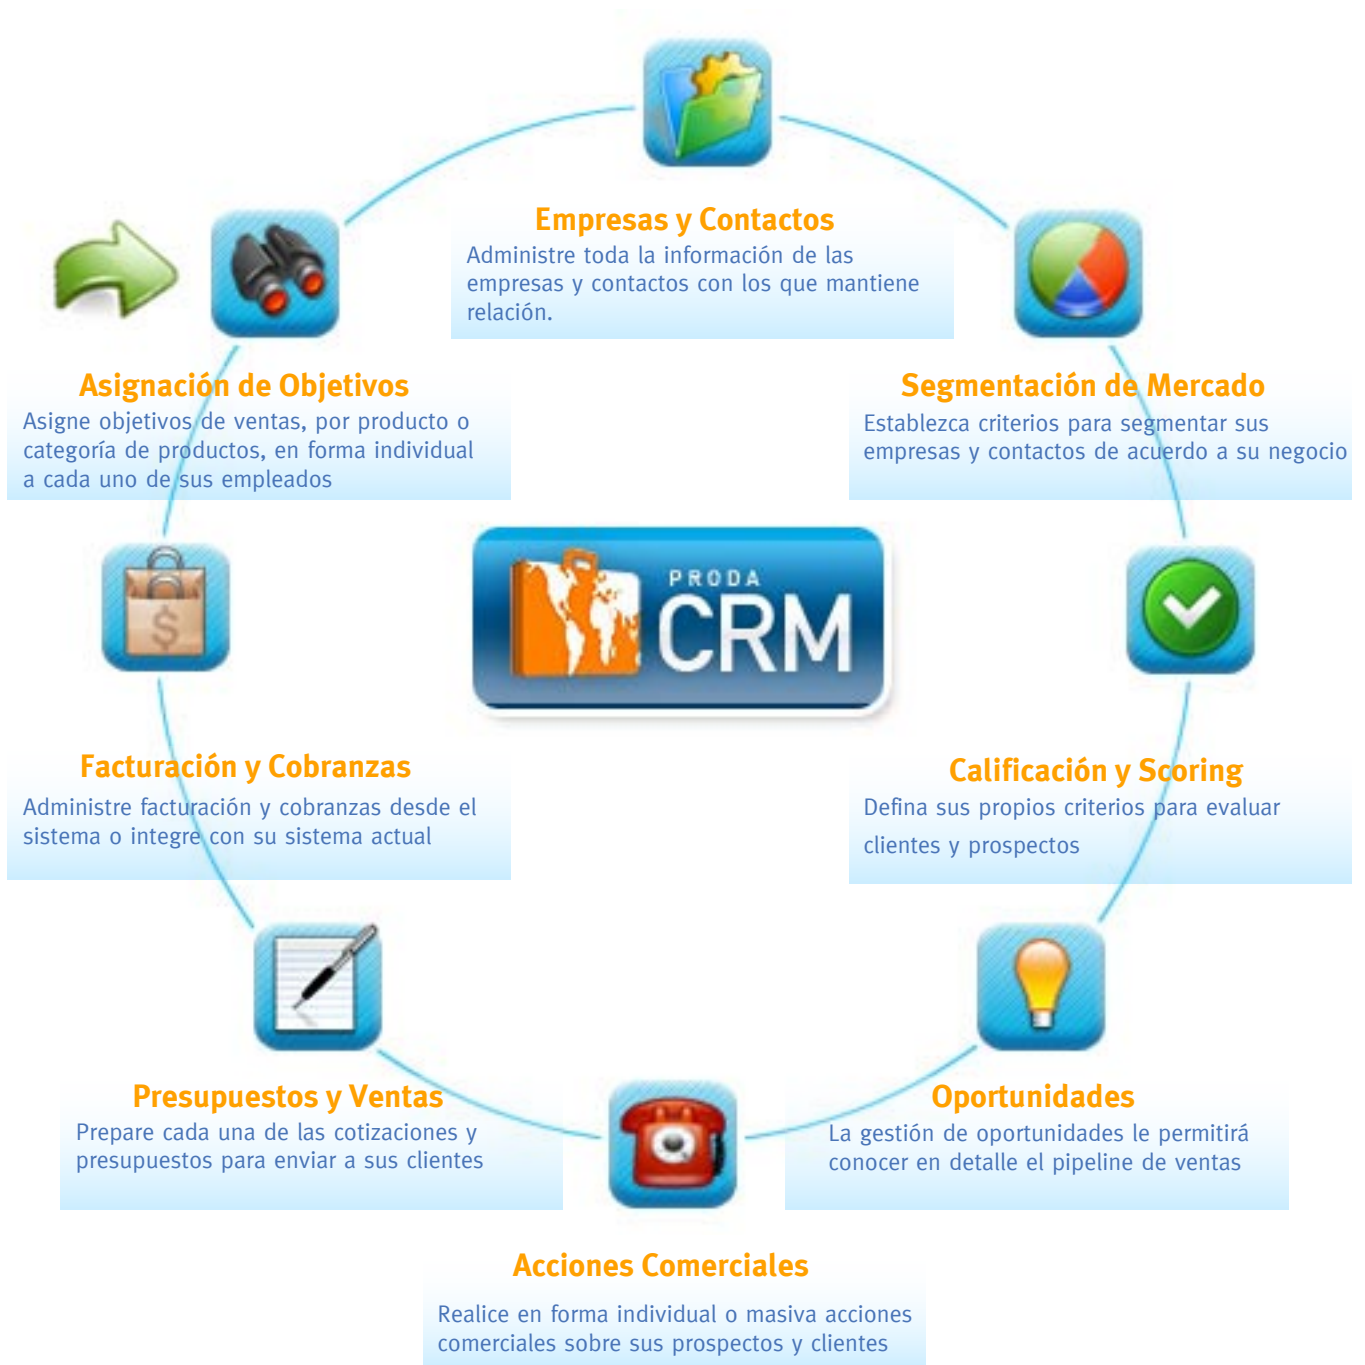 Empresas y Contactos
Administre toda la información de las
empresas y contactos con los que mantiene
relación.
Asignación de Objetivos
Asigne objetivos de ventas, por producto o
categoría de productos, en forma individual
a cada uno de sus empleados
Segmentación de Mercado
Establezca criterios para segmentar sus
empresas y contactos de acuerdo a su negocio
PRODA
CRM
$
Facturación y Cobranzas
Administre facturación y cobranzas desde el
sistema o integre con su sistema actual
Calificación y Scoring
Defina sus propios criterios para evaluar
clientes y prospectos
Presupuestos y Ventas
Prepare cada una de las cotizaciones y
presupuestos para enviar a sus clientes
Oportunidades
La gestión de oportunidades le permitirá
conocer en detalle el pipeline de ventas
Acciones Comerciales
Realice en forma individual o masiva acciones
comerciales sobre sus prospectos y clientes